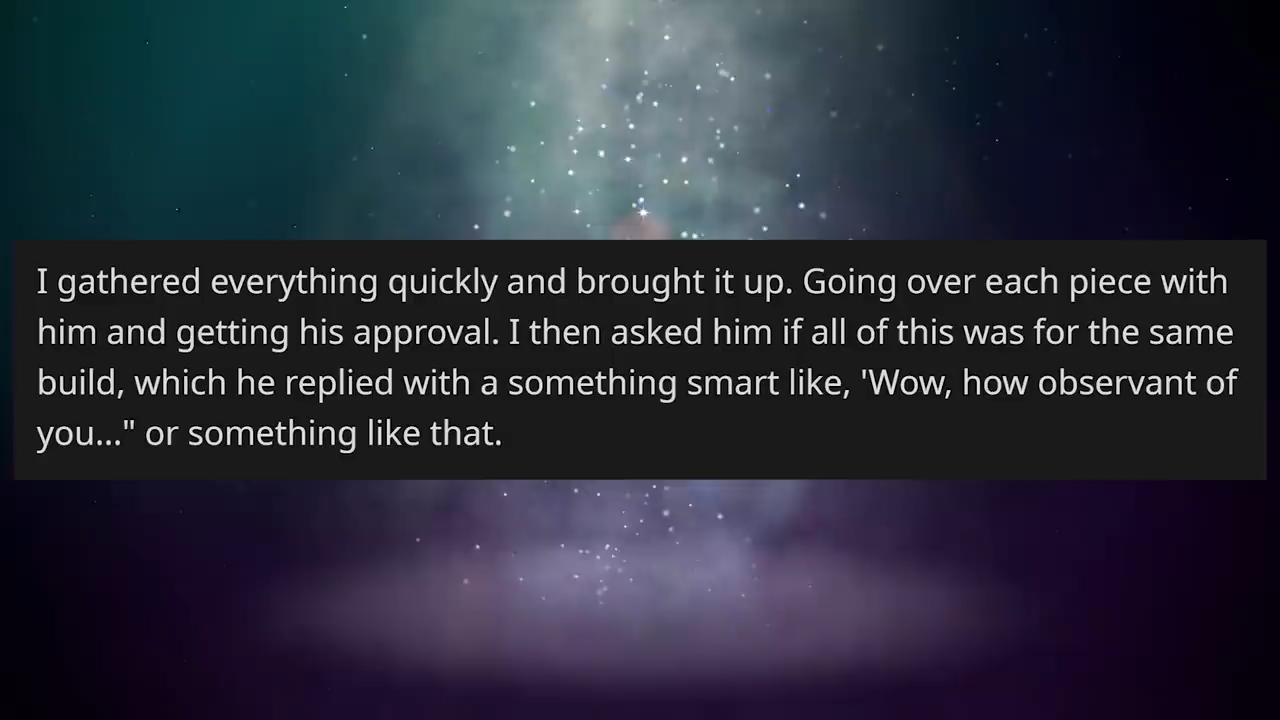 I gathered everything quickly and brought it up. Going over each piece with
him and getting his approval. I then asked him if all of this was for the same
build, which he replied with a something smart like, 'Wow, how observant of
you..." or something like that.